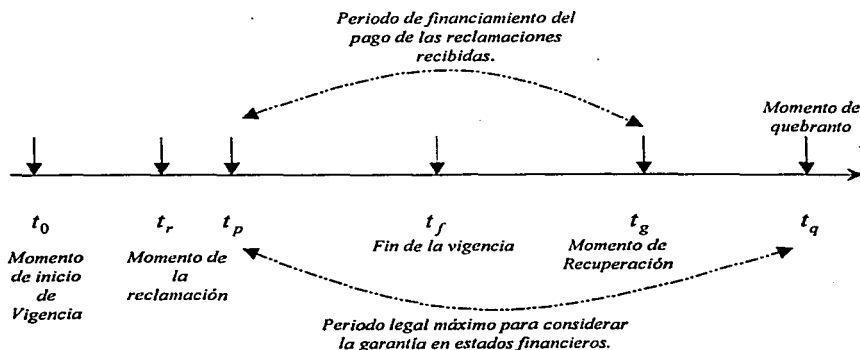 Periodo de financiamiento del
pago de las reclamaciones
recibidas.
Momento de
quebranto
t0
tr
tp
tf
tg
tq
Momento
de inicio
de
Vigencia
Momento de
la
reclamación
Fin de la vigencia
Momento de
Recuperación
Periodo legal máximo para considerar
la garantía en estados financieros.